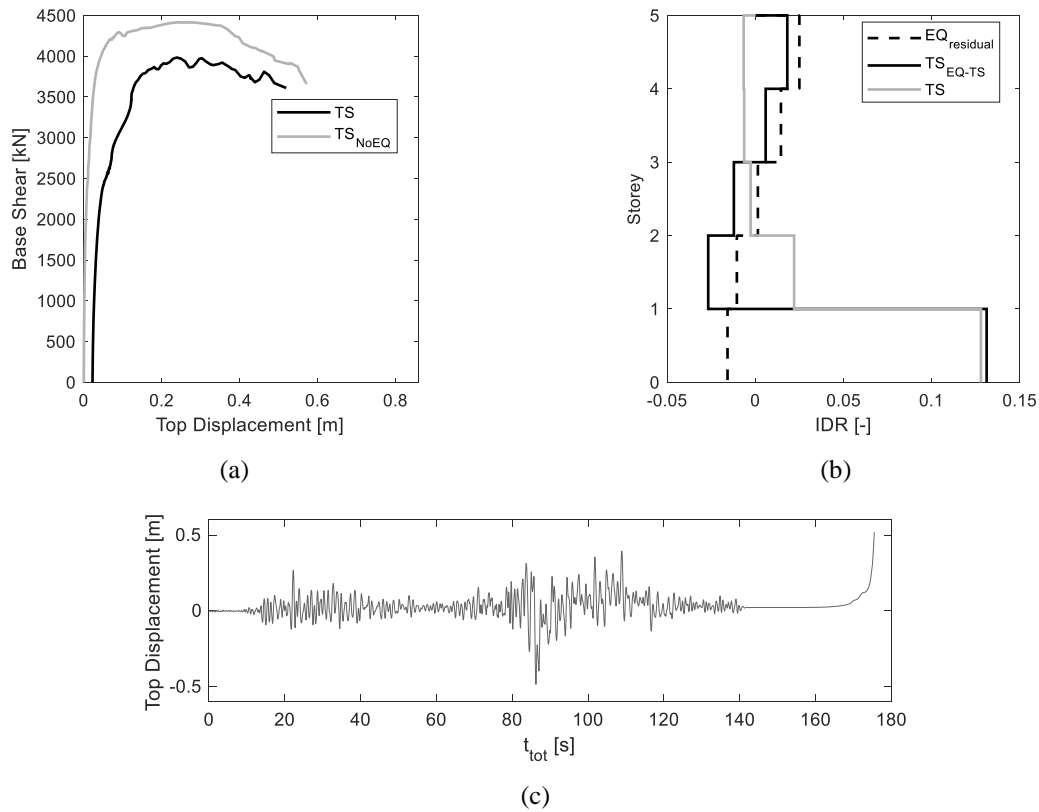 4500
4000
3500
3000
2500
2000
1500
1000
500
0
Base Shear [kN]
TS
TS_NoEQ
0 0.2 0.4 0.6 0.8
Top Displacement [m]
(a)
5
4
3
2
1
0
Storey
EQ_residual
TS_EQ-TS
TS
-0.05 0 0.05 0.1 0.15
IDR [-]
(b)
0.5
0
-0.5
Top Displacement [m]
0 20 40 60 80 100 120 140 160 180
t_tot [s]
(c)